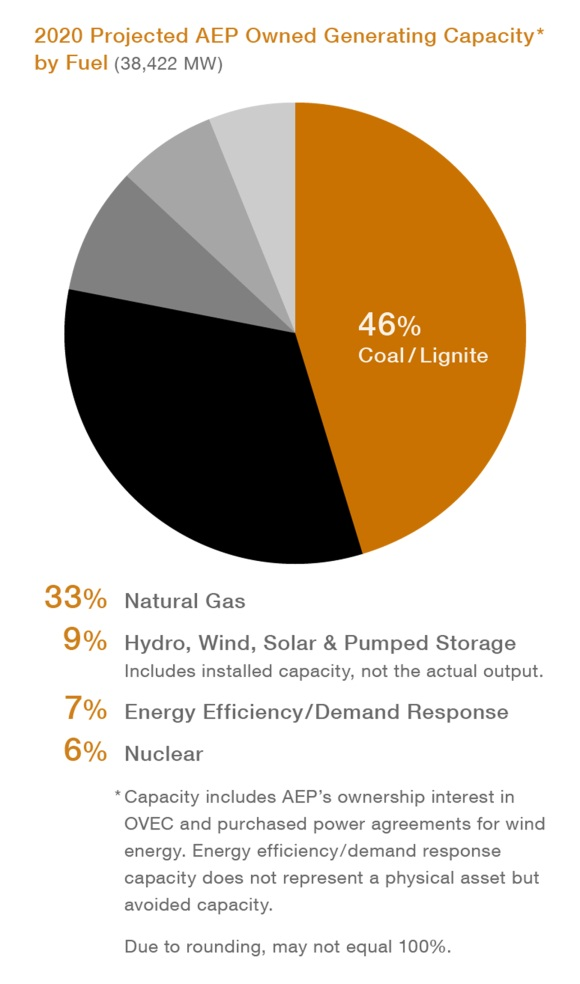 2020 Projected AEP Owned Generating Capacity*
by Fuel (38,422 MW)
46%
Coal/Lignite
33% Natural Gas
9% Hydro, Wind, Solar & Pumped Storage
Includes installed capacity, not the actual output.
7% Energy Efficiency/Demand Response
6% Nuclear
* Capacity includes AEP's ownership interest in
OVEC and purchased power agreements for wind
energy. Energy efficiency/demand response
capacity does not represent a physical asset but
avoided capacity.
Due to rounding, may not equal 100%.